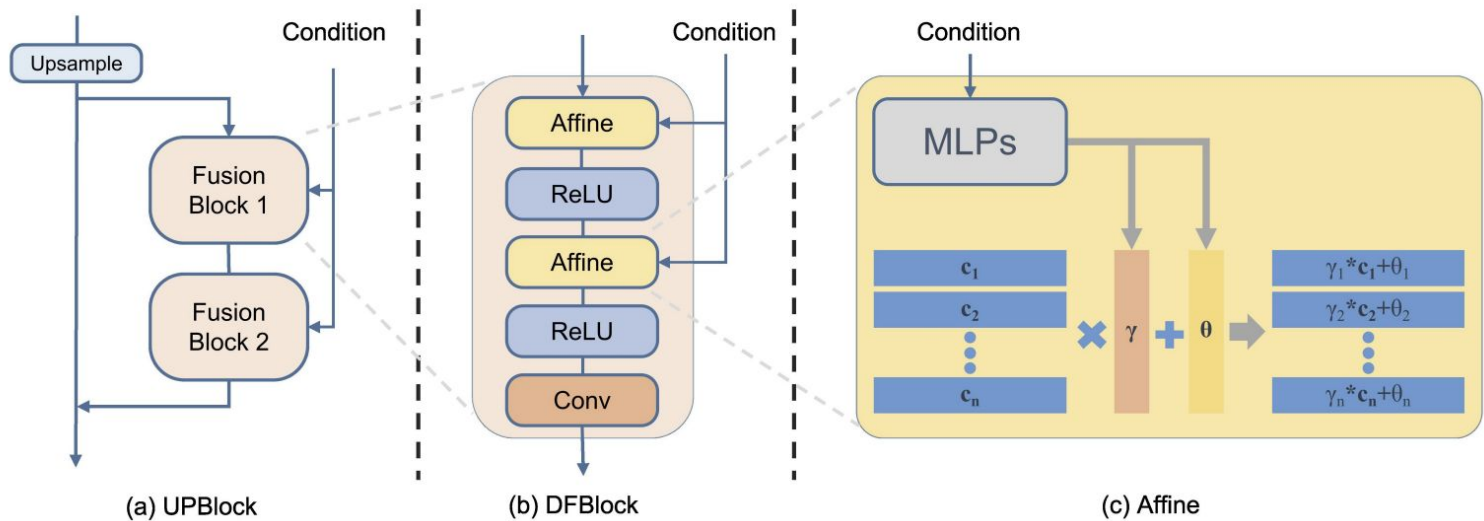 Condition
Upsample
Fusion
Block 1
Fusion
Block 2
(a) UPBlock
Condition
Affine
ReLU
Affine
ReLU
Conv
(b) DFBlock
Condition
MLPs
c₁
c₂
cₙ
γ
θ
γ₁*c₁+θ₁
γ₂*c₂+θ₂
γₙ*cₙ+θₙ
(c) Affine